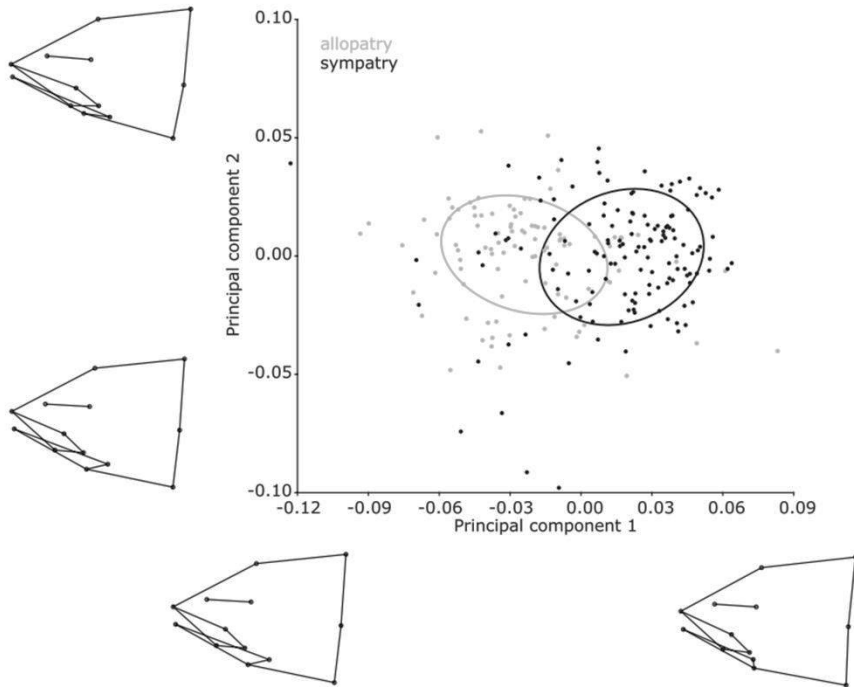 0.10
allopatry
sympatry
0.05
Principal component 2
0.00
-0.05
-0.10
-0.12 -0.09 -0.06 -0.03 0.00 0.03 0.06 0.09
Principal component 1